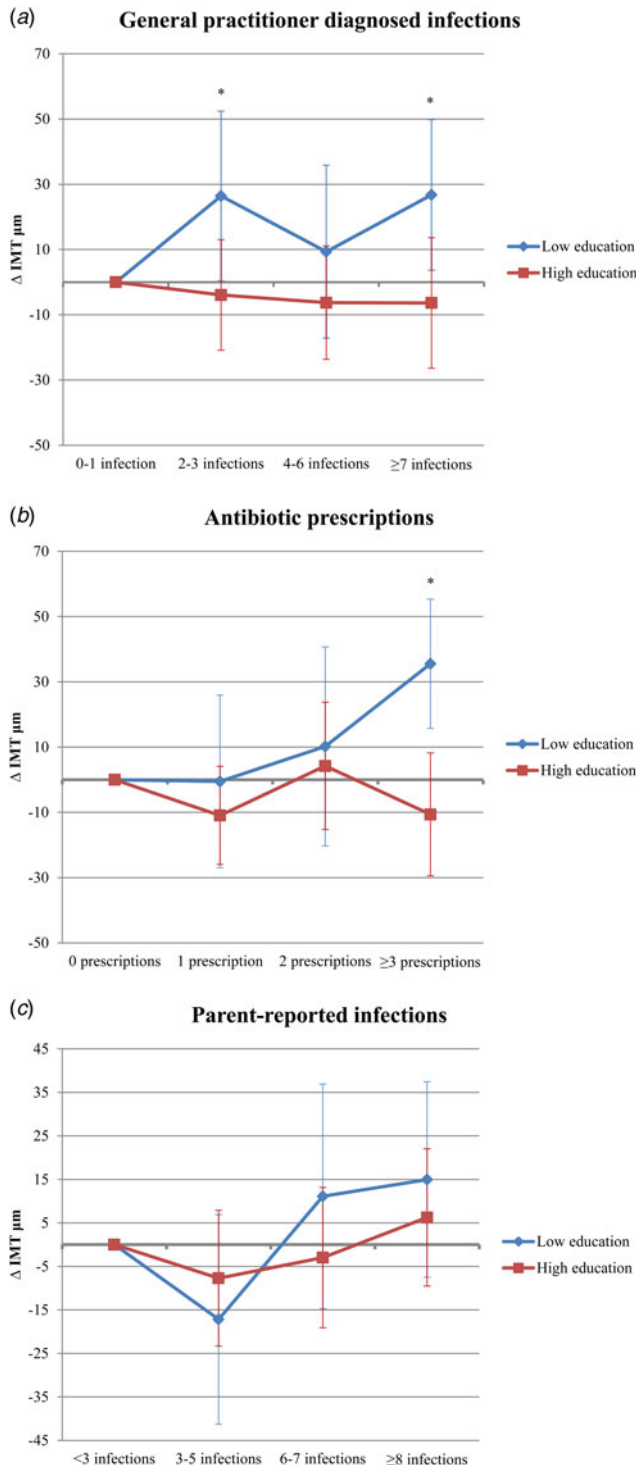 (a)
General practitioner diagnosed infections
70
50
30
10
-10
-30
-50
Δ IMT μm
*
*
Low education
High education
0-1 infection 2-3 infections 4-6 infections ≥7 infections
(b)
Antibiotic prescriptions
70
50
30
10
-10
-30
-50
Δ IMT μm
*
Low education
High education
0 prescriptions 1 prescription 2 prescriptions ≥3 prescriptions
(c)
Parent-reported infections
45
35
25
15
5
-5
-15
-25
-35
-45
Δ IMT μm
Low education
High education
<3 infections 3-5 infections 6-7 infections ≥8 infections